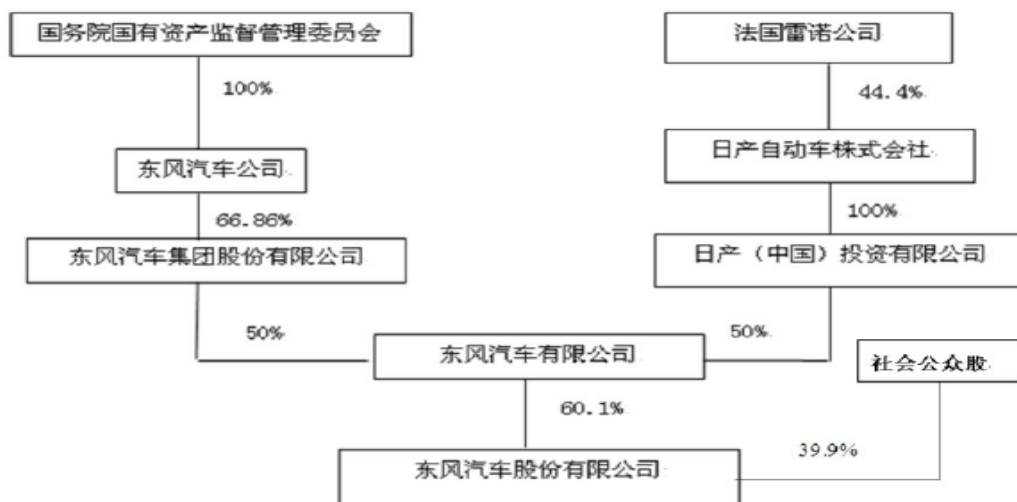 国务院国有资产监督管理委员会
法国雷诺公司
100%
44.4%
东风汽车公司
日产自动车株式会社
66.86%
100%
东风汽车集团股份有限公司
日产（中国）投资有限公司
50%
50%
东风汽车有限公司
社会公众股
60.1%
39.9%
东风汽车股份有限公司